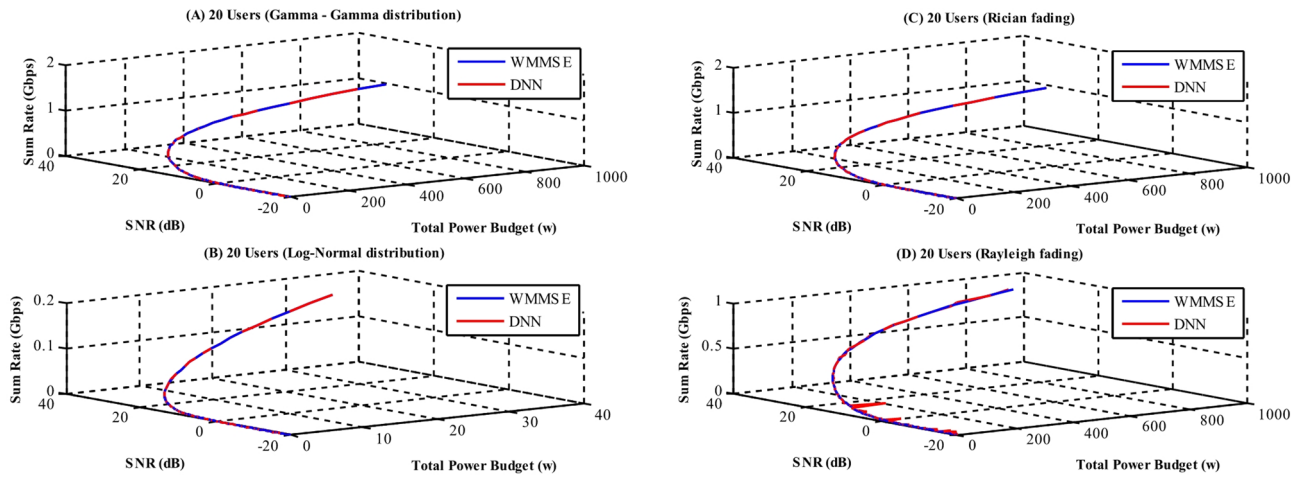 (A) 20 Users (Gamma - Gamma distribution)
Sum Rate (Gbps)
2
1
0
40
20
0
-20
SNR (dB)
0
200
400
600
800
1000
Total Power Budget (w)
WMMSE
DNN
(C) 20 Users (Rician fading)
Sum Rate (Gbps)
2
1
0
40
20
0
-20
SNR (dB)
0
200
400
600
800
1000
Total Power Budget (w)
WMMSE
DNN
(B) 20 Users (Log-Normal distribution)
Sum Rate (Gbps)
0.2
0.1
0
40
20
0
-20
SNR (dB)
0
10
20
30
40
Total Power Budget (w)
WMMSE
DNN
(D) 20 Users (Rayleigh fading)
Sum Rate (Gbps)
1
0.5
0
40
20
0
-20
SNR (dB)
0
200
400
600
800
1000
Total Power Budget (w)
WMMSE
DNN